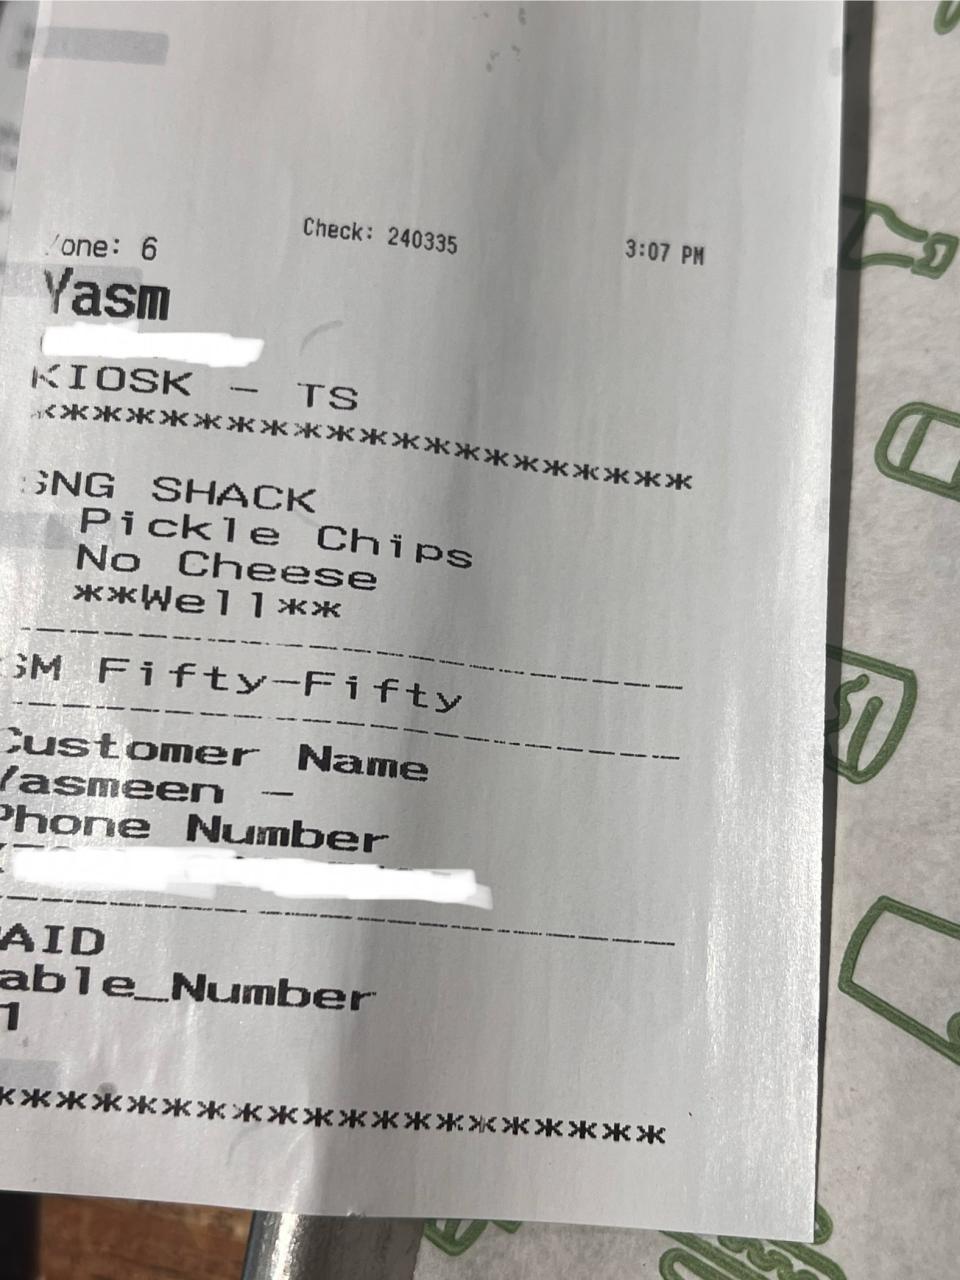 one: 6 Check: 240335 3:07 PM
Yasm
KIOSK - TS
*******************
SNG SHACK
Pickle Chips
No Cheese
**Well**
SM Fifty-Fifty
Customer Name
Yasmeen -
Phone Number
AID
able_Number
1
*******************